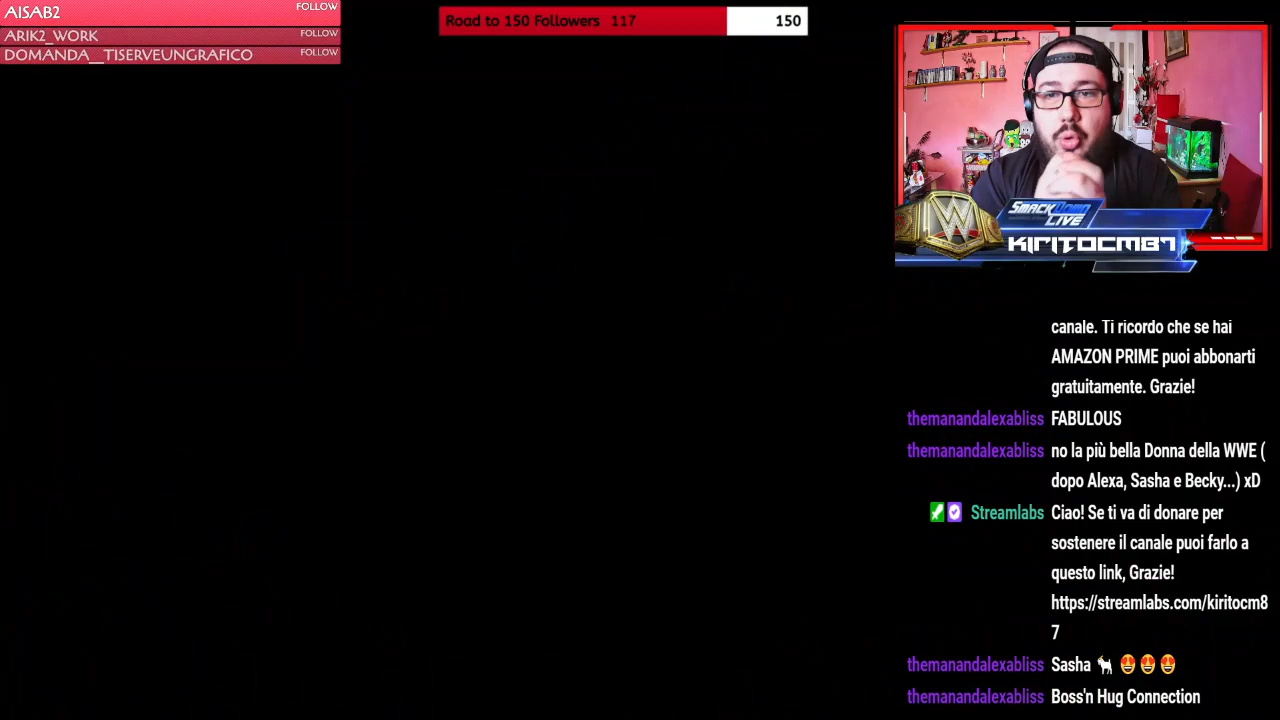 AISAB2 FOLLOW
ARIK2_WORK FOLLOW
DOMANDA__TISERVEUNGRAFICO FOLLOW
Road to 150 Followers 117 150
SMACKDOWN
LIVE
KIRITOCM87
canale. Ti ricordo che se hai
AMAZON PRIME puoi abbonarti
gratuitamente. Grazie!
themanandalexabliss FABULOUS
themanandalexabliss no la più bella Donna della WWE (
dopo Alexa, Sasha e Becky...) xD
Streamlabs Ciao! Se ti va di donare per
sostenere il canale puoi farlo a
questo link, Grazie!
https://streamlabs.com/kiritocm8
7
themanandalexabliss Sasha 🐐 😍 😍 😍
themanandalexabliss Boss'n Hug Connection